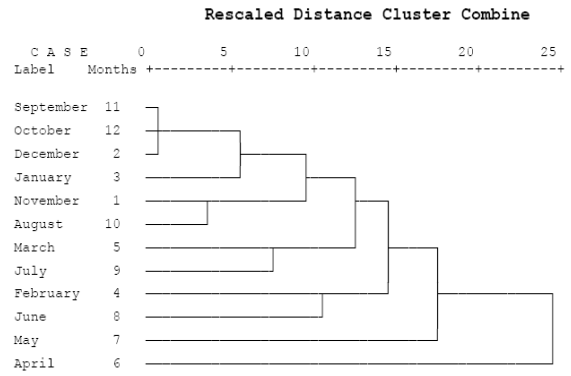 Rescaled Distance Cluster Combine
C A S E 0 5 10 15 20 25
Label Months +---------+---------+---------+---------+---------+
September 11
October 12
December 2
January 3
November 1
August 10
March 5
July 9
February 4
June 8
May 7
April 6